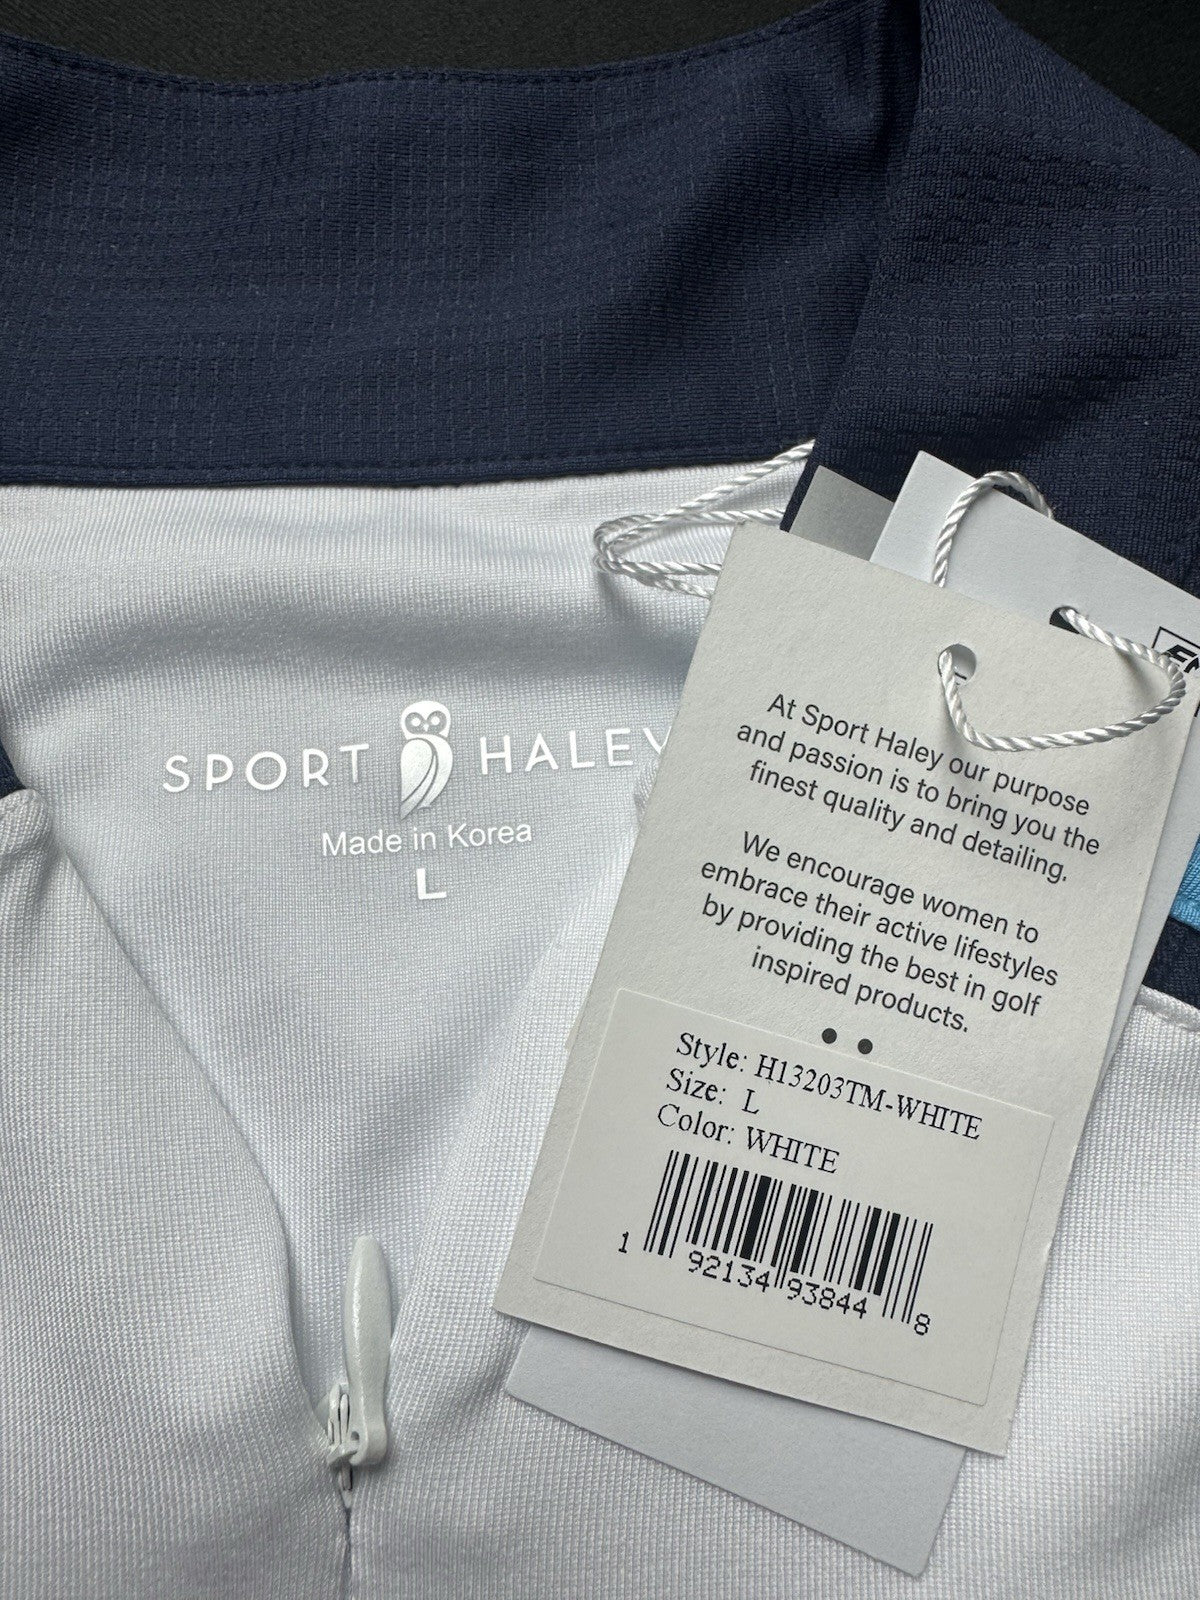 SPORT HALEY
Made in Korea
L
At Sport Haley our purpose
and passion is to bring you the
finest quality and detailing.
We encourage women to
embrace their active lifestyles
by providing the best in golf
inspired products.
Style: H13203TM-WHITE
Size: L
Color: WHITE
1 92134 93844 8